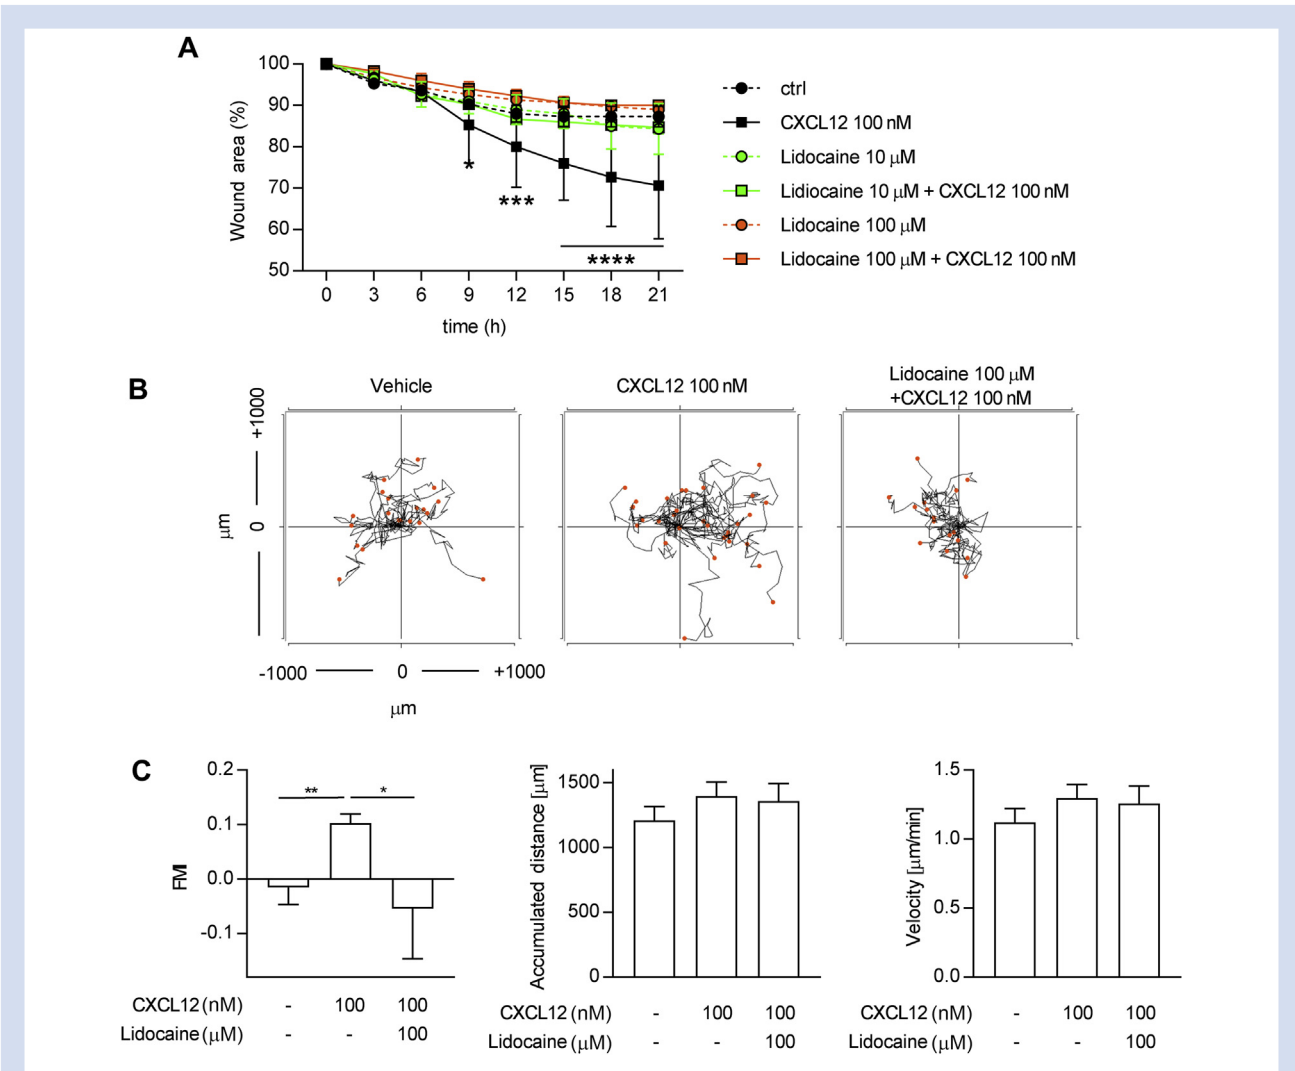 A
Wound area (%)
100
90
80
70
60
50
*
***
****
0 3 6 9 12 15 18 21
time (h)
ctrl
CXCL12 100 nM
Lidocaine 10 μM
Lidiocaine 10 μM + CXCL12 100 nM
Lidocaine 100 μM
Lidocaine 100 μM + CXCL12 100 nM
B
Vehicle
CXCL12 100 nM
Lidocaine 100 μM
+CXCL12 100 nM
+1000
0
μm
-1000 0 +1000
μm
C
FMI
0.2
0.1
0.0
-0.1
** *
CXCL12 (nM) - 100 100
Lidocaine (μM) - - 100
Accumulated distance [μm]
1500
1000
500
0
CXCL12 (nM) - 100 100
Lidocaine (μM) - - 100
Velocity [μm/min]
1.5
1.0
0.5
0.0
CXCL12 (nM) - 100 100
Lidocaine (μM) - - 100